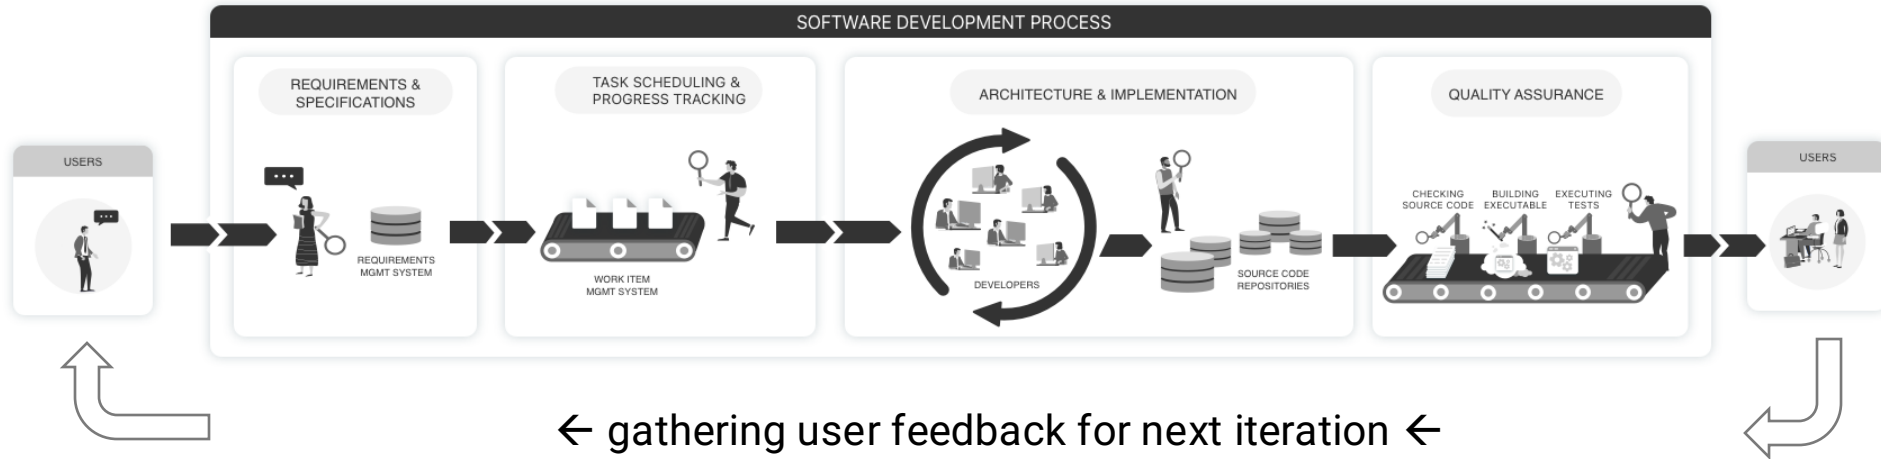 SOFTWARE DEVELOPMENT PROCESS
USERS
REQUIREMENTS &
SPECIFICATIONS
REQUIREMENTS
MGMT SYSTEM
TASK SCHEDULING &
PROGRESS TRACKING
WORK ITEM
MGMT SYSTEM
ARCHITECTURE & IMPLEMENTATION
DEVELOPERS
SOURCE CODE
REPOSITORIES
QUALITY ASSURANCE
CHECKING
SOURCE CODE
BUILDING
EXECUTABLE
EXECUTING
TESTS
USERS
← gathering user feedback for next iteration ←